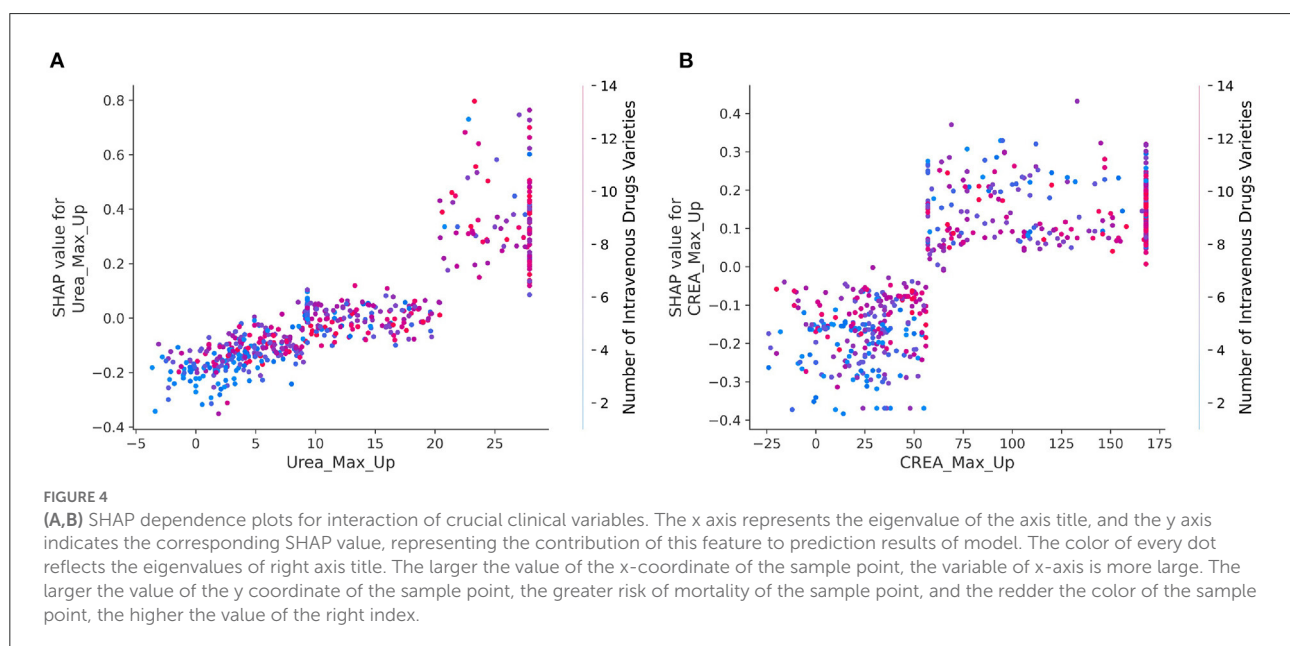 A
B
SHAP value for
Urea_Max_Up
0.8
0.6
0.4
0.2
0.0
−0.2
−0.4
−5
0
5
10
15
20
25
Urea_Max_Up
14
12
10
8
6
4
2
Number of Intravenous Drugs Varieties
SHAP value for
CREA_Max_Up
0.4
0.3
0.2
0.1
0.0
−0.1
−0.2
−0.3
−0.4
−25
0
25
50
75
100
125
150
175
CREA_Max_Up
14
12
10
8
6
4
2
Number of Intravenous Drugs Varieties
FIGURE 4
(A,B) SHAP dependence plots for interaction of crucial clinical variables. The x axis represents the eigenvalue of the axis title, and the y axis
indicates the corresponding SHAP value, representing the contribution of this feature to prediction results of model. The color of every dot
reflects the eigenvalues of right axis title. The larger the value of the x-coordinate of the sample point, the variable of x-axis is more large. The
larger the value of the y coordinate of the sample point, the greater risk of mortality of the sample point, and the redder the color of the sample
point, the higher the value of the right index.